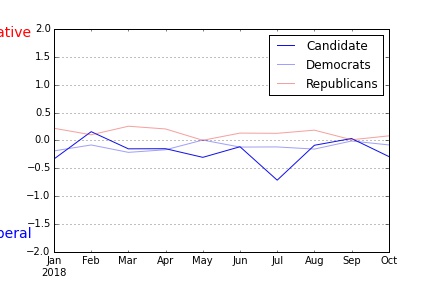 ative
2.0
Candidate
Democrats
Republicans
1.5
1.0
0.5
0.0
−0.5
−1.0
−1.5
beral
−2.0
Jan Feb Mar Apr May Jun Jul Aug Sep Oct
2018